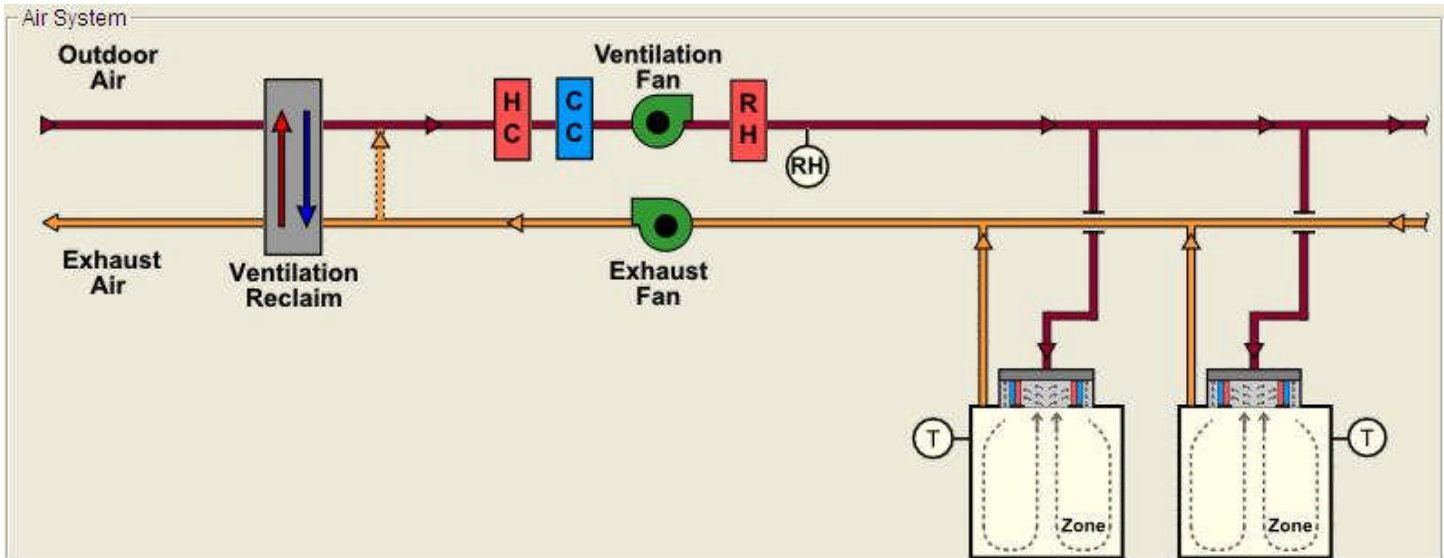 Air System
Outdoor
Air
Ventilation
Fan
H
C
C
C
R
H
RH
Exhaust
Air
Ventilation
Reclaim
Exhaust
Fan
T
T
Zone
Zone